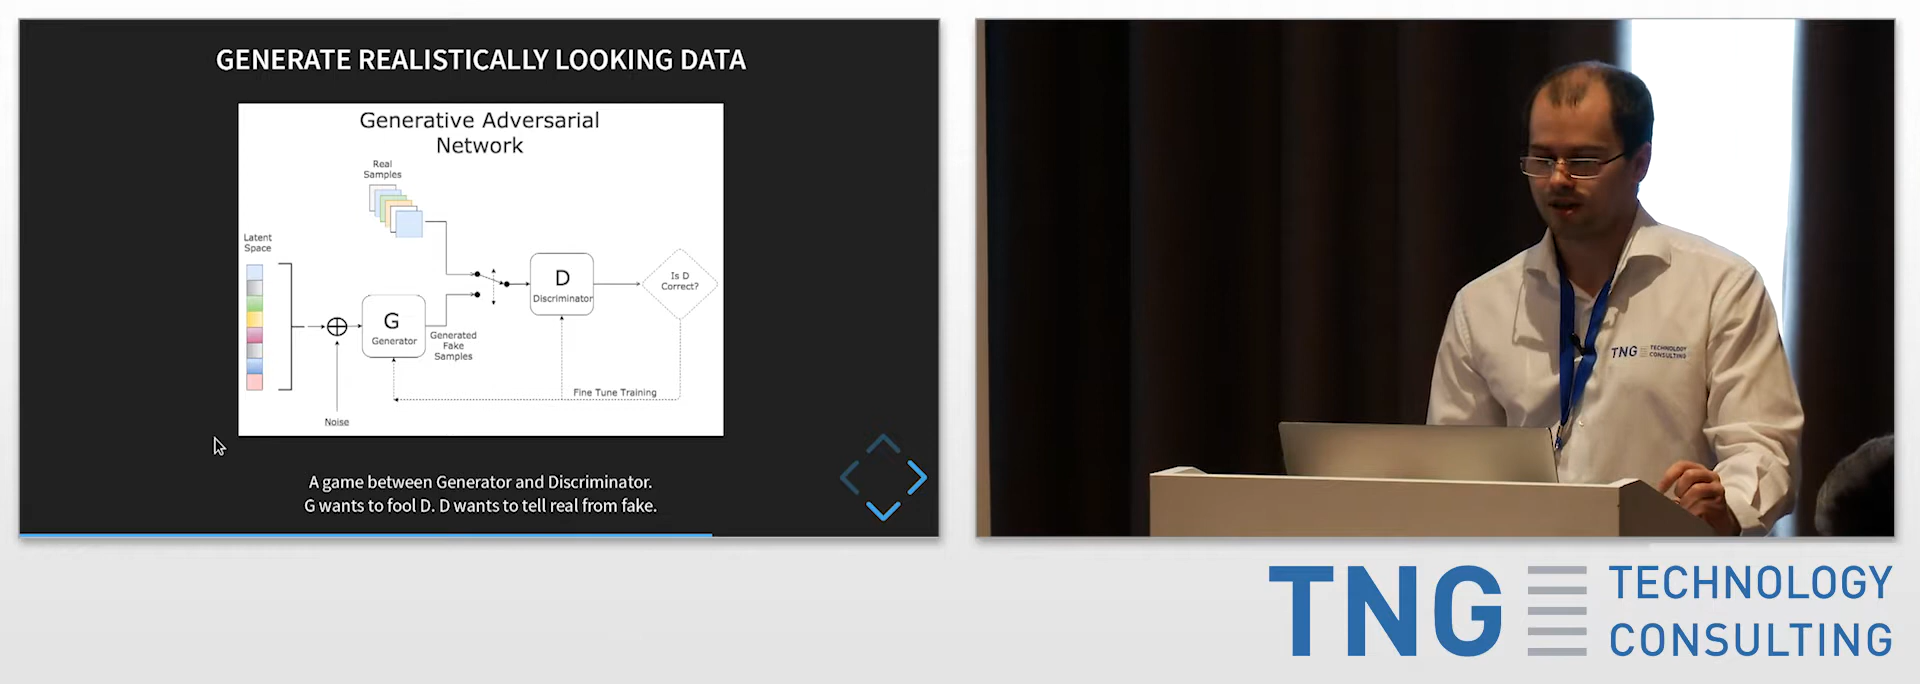 GENERATE REALISTICALLY LOOKING DATA
Generative Adversarial
Network
Real
Samples
Latent
Space
D
Discriminator
Is D
Correct?
G
Generator
Generated
Fake
Samples
Fine Tune Training
Noise
A game between Generator and Discriminator.
G wants to fool D. D wants to tell real from fake.
TNG TECHNOLOGY
CONSULTING
TNG TECHNOLOGY
CONSULTING